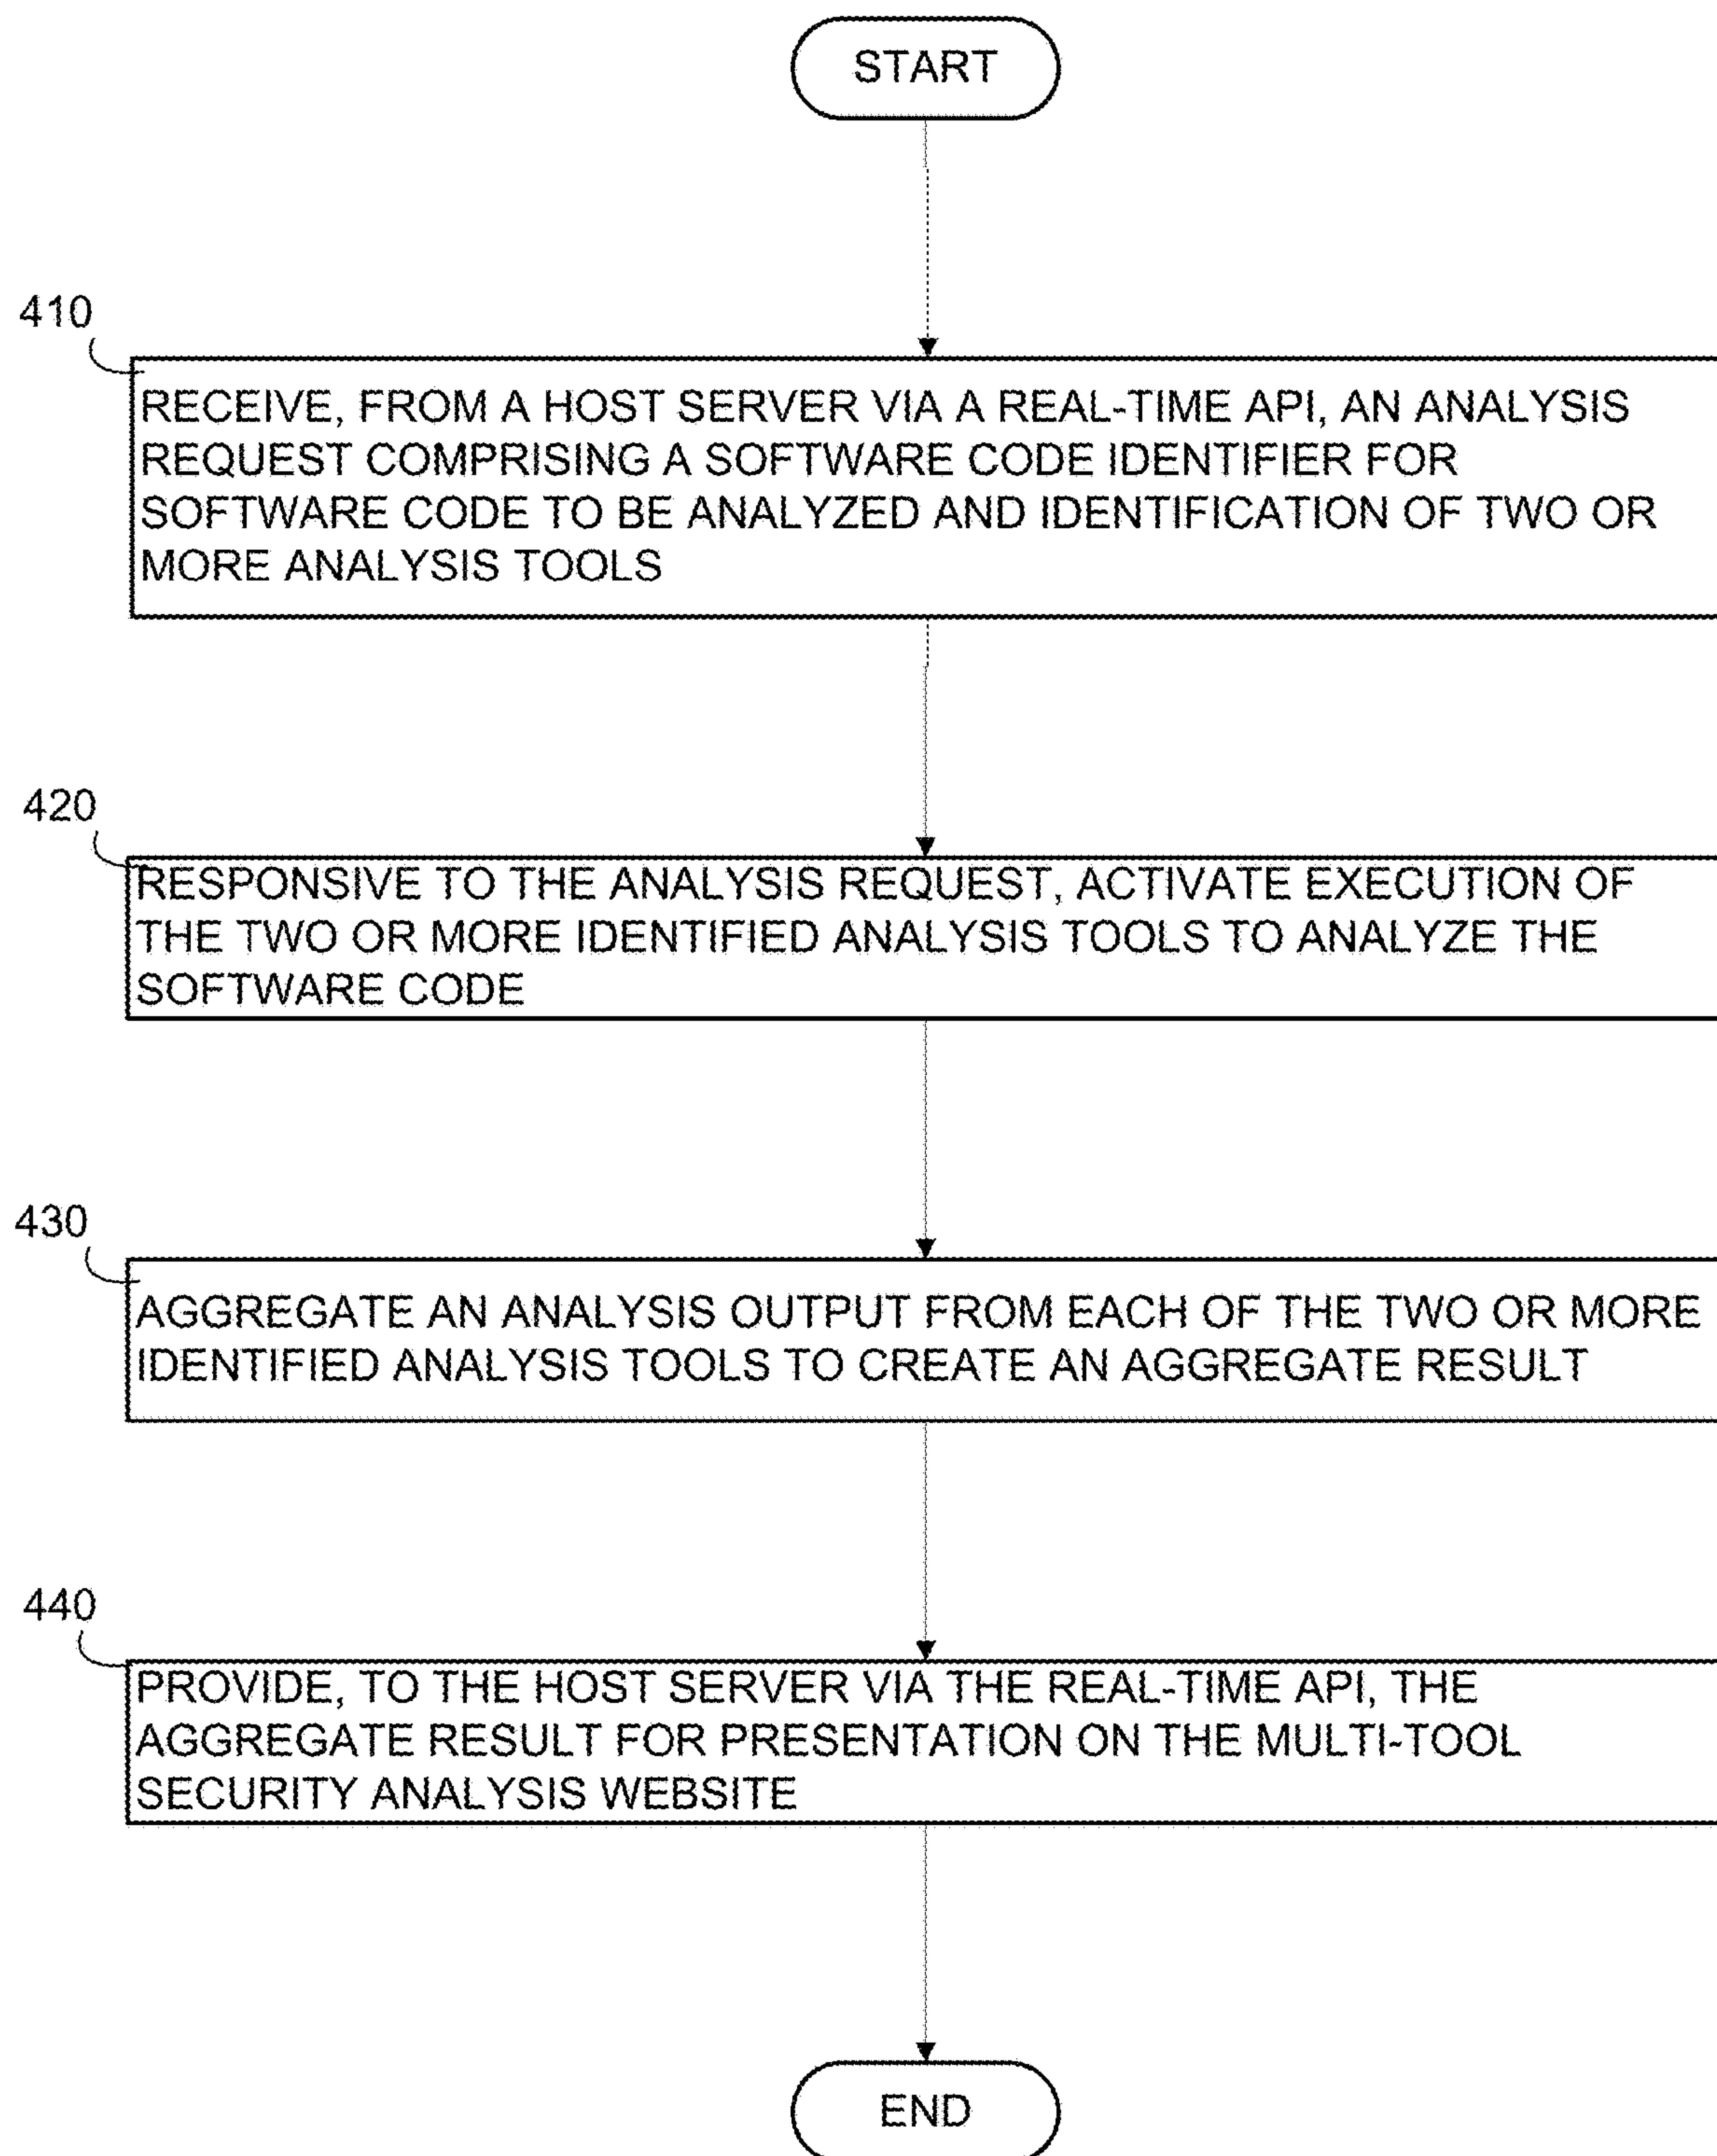 START
410
RECEIVE, FROM A HOST SERVER VIA A REAL-TIME API, AN ANALYSIS
REQUEST COMPRISING A SOFTWARE CODE IDENTIFIER FOR
SOFTWARE CODE TO BE ANALYZED AND IDENTIFICATION OF TWO OR
MORE ANALYSIS TOOLS
420
RESPONSIVE TO THE ANALYSIS REQUEST, ACTIVATE EXECUTION OF
THE TWO OR MORE IDENTIFIED ANALYSIS TOOLS TO ANALYZE THE
SOFTWARE CODE
430
AGGREGATE AN ANALYSIS OUTPUT FROM EACH OF THE TWO OR MORE
IDENTIFIED ANALYSIS TOOLS TO CREATE AN AGGREGATE RESULT
440
PROVIDE, TO THE HOST SERVER VIA THE REAL-TIME API, THE
AGGREGATE RESULT FOR PRESENTATION ON THE MULTI-TOOL
SECURITY ANALYSIS WEBSITE
END